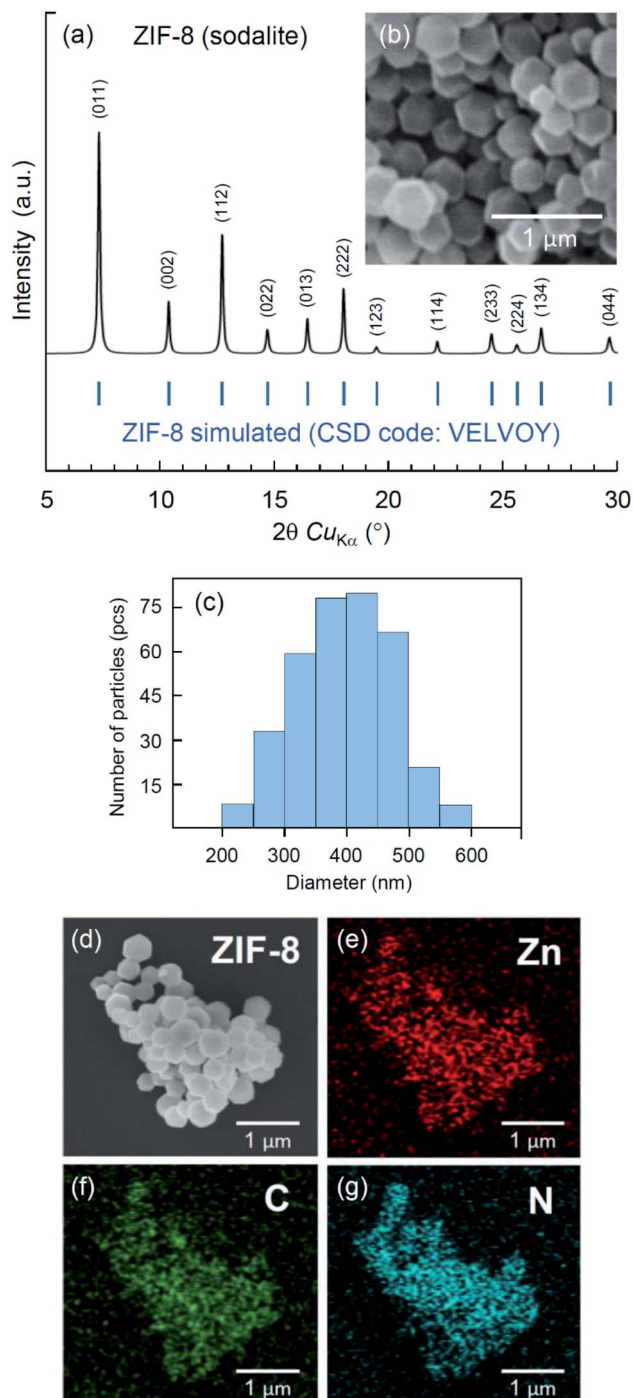 (a)
ZIF-8 (sodalite)
(b)
1 μm
Intensity (a.u.)
(011)
(002)
(112)
(022)
(013)
(222)
(123)
(114)
(233)
(224)
(134)
(044)
ZIF-8 simulated (CSD code: VELVOY)
5 10 15 20 25 30
2θ CuKα (°)
(c)
Number of particles (pcs)
75
60
45
30
15
200 300 400 500 600
Diameter (nm)
(d) ZIF-8
1 μm
(e) Zn
1 μm
(f) C
1 μm
(g) N
1 μm